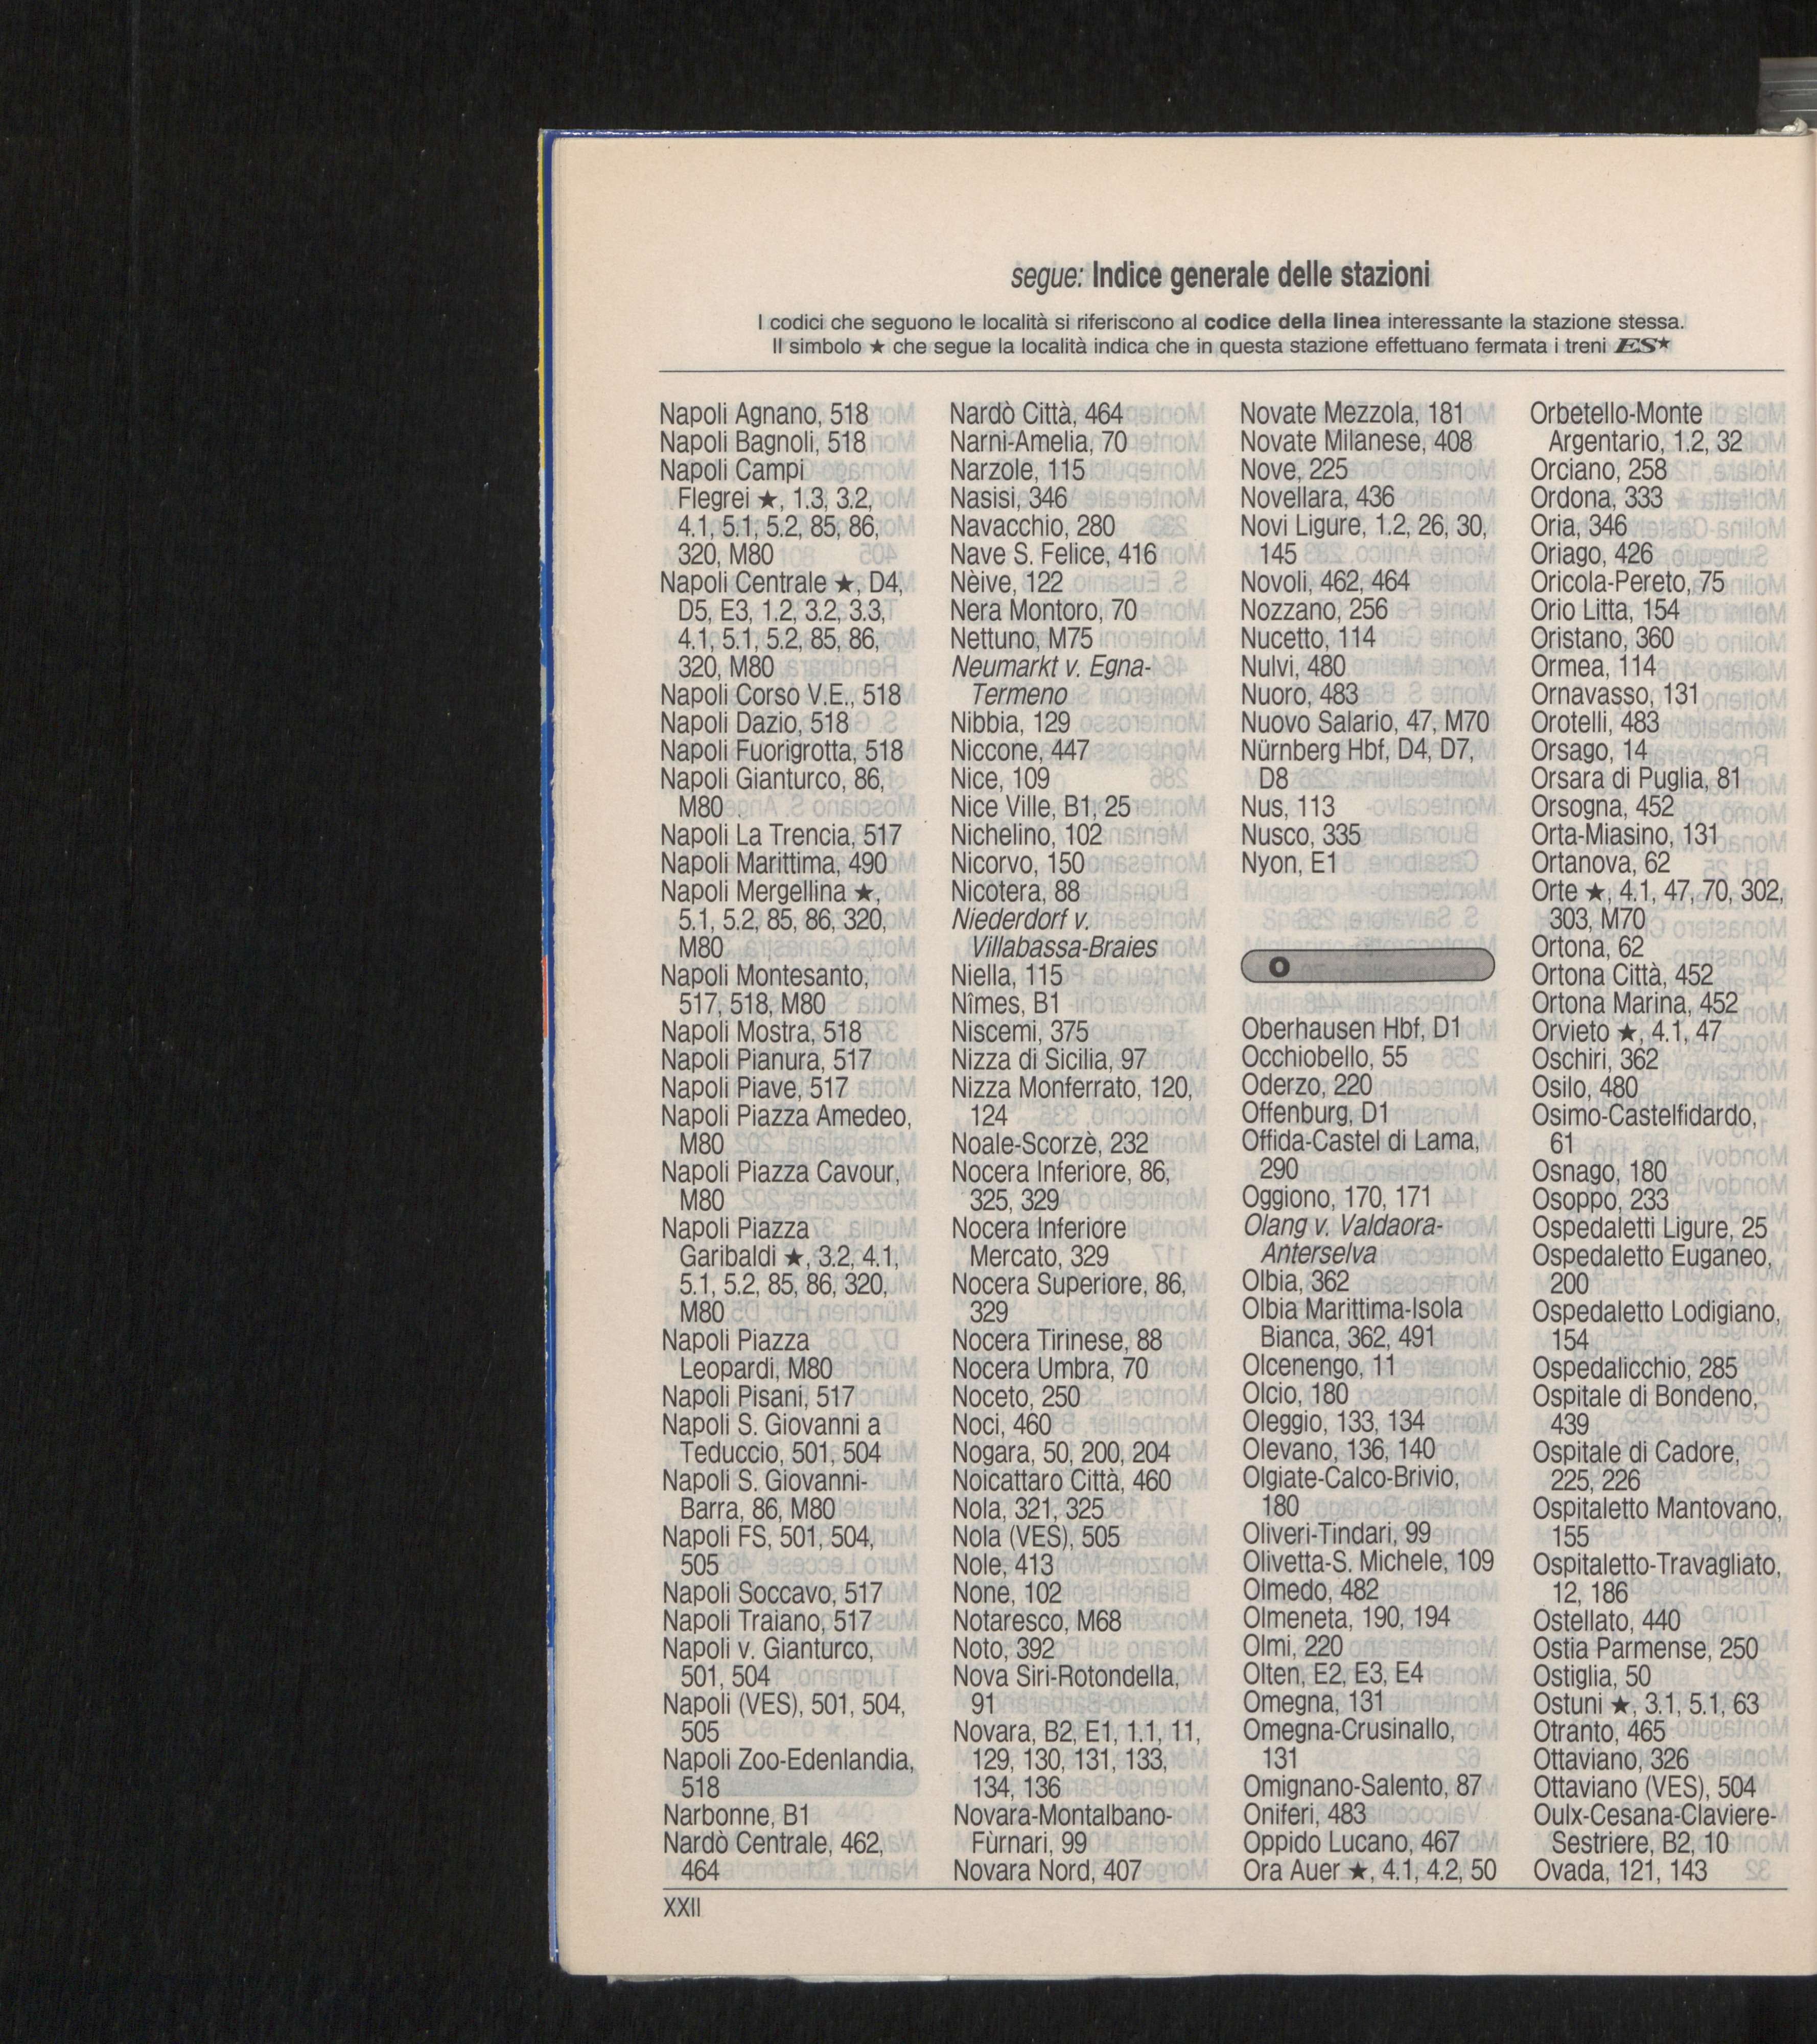 segue: Indice generale delle stazioni
I codici che seguono le località si riferiscono al codice della linea interessante la stazione stessa.
Il simbolo ★ che segue la località indica che in questa stazione effettuano fermata i treni ES★
Napoli Agnano, 518
Napoli Bagnoli, 518
Napoli Campi
Flegrei ★, 1.3, 3.2,
4.1, 5.1, 5.2, 85, 86,
320, M80
Napoli Centrale ★, D4,
D5, E3, 1.2, 3.2, 3.3,
4.1, 5.1, 5.2, 85, 86,
320, M80
Napoli Corso V.E., 518
Napoli Dazio, 518
Napoli Fuorigrotta, 518
Napoli Gianturco, 86,
M80
Napoli La Trencia, 517
Napoli Marittima, 490
Napoli Mergellina ★,
5.1, 5.2, 85, 86, 320,
M80
Napoli Montesanto,
517, 518, M80
Napoli Mostra, 518
Napoli Pianura, 517
Napoli Piave, 517
Napoli Piazza Amedeo,
M80
Napoli Piazza Cavour,
M80
Napoli Piazza
Garibaldi ★, 3.2, 4.1,
5.1, 5.2, 85, 86, 320,
M80
Napoli Piazza
Leopardi, M80
Napoli Pisani, 517
Napoli S. Giovanni a
Teduccio, 501, 504
Napoli S. Giovanni-
Barra, 86, M80
Napoli FS, 501, 504,
505
Napoli Soccavo, 517
Napoli Traiano, 517
Napoli v. Gianturco,
501, 504
Napoli (VES), 501, 504,
505
Napoli Zoo-Edenlandia,
518
Narbonne, B1
Nardò Centrale, 462,
464
Nardò Città, 464
Narni-Amelia, 70
Narzole, 115
Nasisi, 346
Navacchio, 280
Nave S. Felice, 416
Nèive, 122
Nera Montoro, 70
Nettuno, M75
Neumarkt v. Egna-
Termeno
Nibbia, 129
Niccone, 447
Nice, 109
Nice Ville, B1, 25
Nichelino, 102
Nicorvo, 150
Nicotera, 88
Niederdorf v.
Villabassa-Braies
Niella, 115
Nîmes, B1
Niscemi, 375
Nizza di Sicilia, 97
Nizza Monferrato, 120,
124
Noale-Scorzè, 232
Nocera Inferiore, 86,
325, 329
Nocera Inferiore
Mercato, 329
Nocera Superiore, 86,
329
Nocera Tirinese, 88
Nocera Umbra, 70
Noceto, 250
Noci, 460
Nogara, 50, 200, 204
Noicattaro Città, 460
Nola, 321, 325
Nola (VES), 505
Nole, 413
None, 102
Notaresco, M68
Noto, 392
Nova Siri-Rotondella,
91
Novara, B2, E1, 1.1, 11,
129, 130, 131, 133,
134, 136
Novara-Montalbano-
Fùrnari, 99
Novara Nord, 407
Novate Mezzola, 181
Novate Milanese, 408
Nove, 225
Novellara, 436
Novi Ligure, 1.2, 26, 30,
145
Novoli, 462, 464
Nozzano, 256
Nucetto, 114
Nulvi, 480
Nuoro, 483
Nuovo Salario, 47, M70
Nürnberg Hbf, D4, D7,
D8
Nus, 113
Nusco, 335
Nyon, E1
O
Oberhausen Hbf, D1
Occhiobello, 55
Oderzo, 220
Offenburg, D1
Offida-Castel di Lama,
290
Oggiono, 170, 171
Olang v. Valdaora-
Anterselva
Olbia, 362
Olbia Marittima-Isola
Bianca, 362, 491
Olcenengo, 11
Olcio, 180
Oleggio, 133, 134
Olevano, 136, 140
Olgiate-Calco-Brivio,
180
Oliveri-Tindari, 99
Olivetta-S. Michele, 109
Olmedo, 482
Olmeneta, 190, 194
Olmi, 220
Olten, E2, E3, E4
Omegna, 131
Omegna-Crusinallo,
131
Omignano-Salento, 87
Oniferi, 483
Oppido Lucano, 467
Ora Auer ★, 4.1, 4.2, 50
Orbetello-Monte
Argentario, 1.2, 32
Orciano, 258
Ordona, 333
Oria, 346
Oriago, 426
Oricola-Pereto, 75
Orio Litta, 154
Oristano, 360
Ormea, 114
Ornavasso, 131
Orotelli, 483
Orsago, 14
Orsara di Puglia, 81
Orsogna, 452
Orta-Miasino, 131
Ortanova, 62
Orte ★, 4.1, 47, 70, 302,
303, M70
Ortona, 62
Ortona Città, 452
Ortona Marina, 452
Orvieto ★, 4.1, 47
Oschiri, 362
Osilo, 480
Osimo-Castelfidardo,
61
Osnago, 180
Osoppo, 233
Ospedaletti Ligure, 25
Ospedaletto Euganeo,
200
Ospedaletto Lodigiano,
154
Ospedalicchio, 285
Ospitale di Bondeno,
439
Ospitale di Cadore,
225, 226
Ospitaletto Mantovano,
155
Ospitaletto-Travagliato,
12, 186
Ostellato, 440
Ostia Parmense, 250
Ostiglia, 50
Ostuni ★, 3.1, 5.1, 63
Otranto, 465
Ottaviano, 326
Ottaviano (VES), 504
Oulx-Cesana-Claviere-
Sestriere, B2, 10
Ovada, 121, 143
XXII